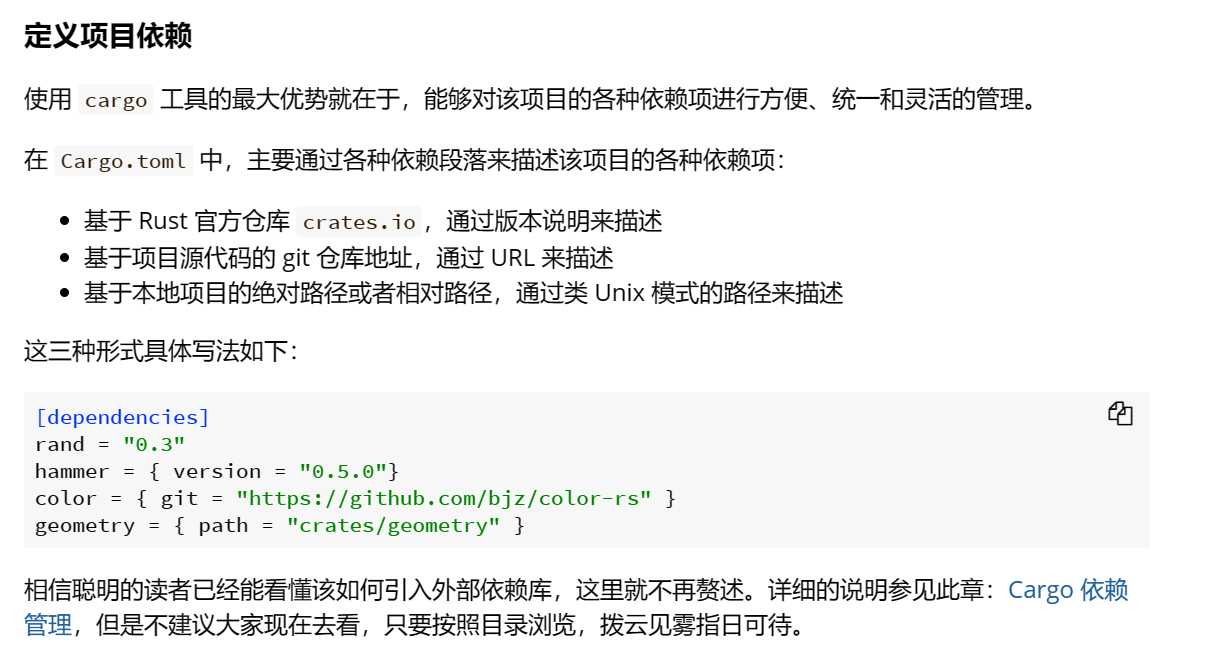 定义项目依赖
使用 cargo 工具的最大优势就在于，能够对该项目的各种依赖项进行方便、统一和灵活的管理。
在 Cargo.toml 中，主要通过各种依赖段落来描述该项目的各种依赖项：
• 基于 Rust 官方仓库 crates.io，通过版本说明来描述
• 基于项目源代码的 git 仓库地址，通过 URL 来描述
• 基于本地项目的绝对路径或者相对路径，通过类 Unix 模式的路径来描述
这三种形式具体写法如下：
[dependencies]
rand = "0.3"
hammer = { version = "0.5.0"}
color = { git = "https://github.com/bjz/color-rs" }
geometry = { path = "crates/geometry" }
相信聪明的读者已经能看懂该如何引入外部依赖库，这里就不再赘述。详细的说明参见此章：Cargo 依赖
管理，但是不建议大家现在去看，只要按照目录浏览，拨云见雾指日可待。